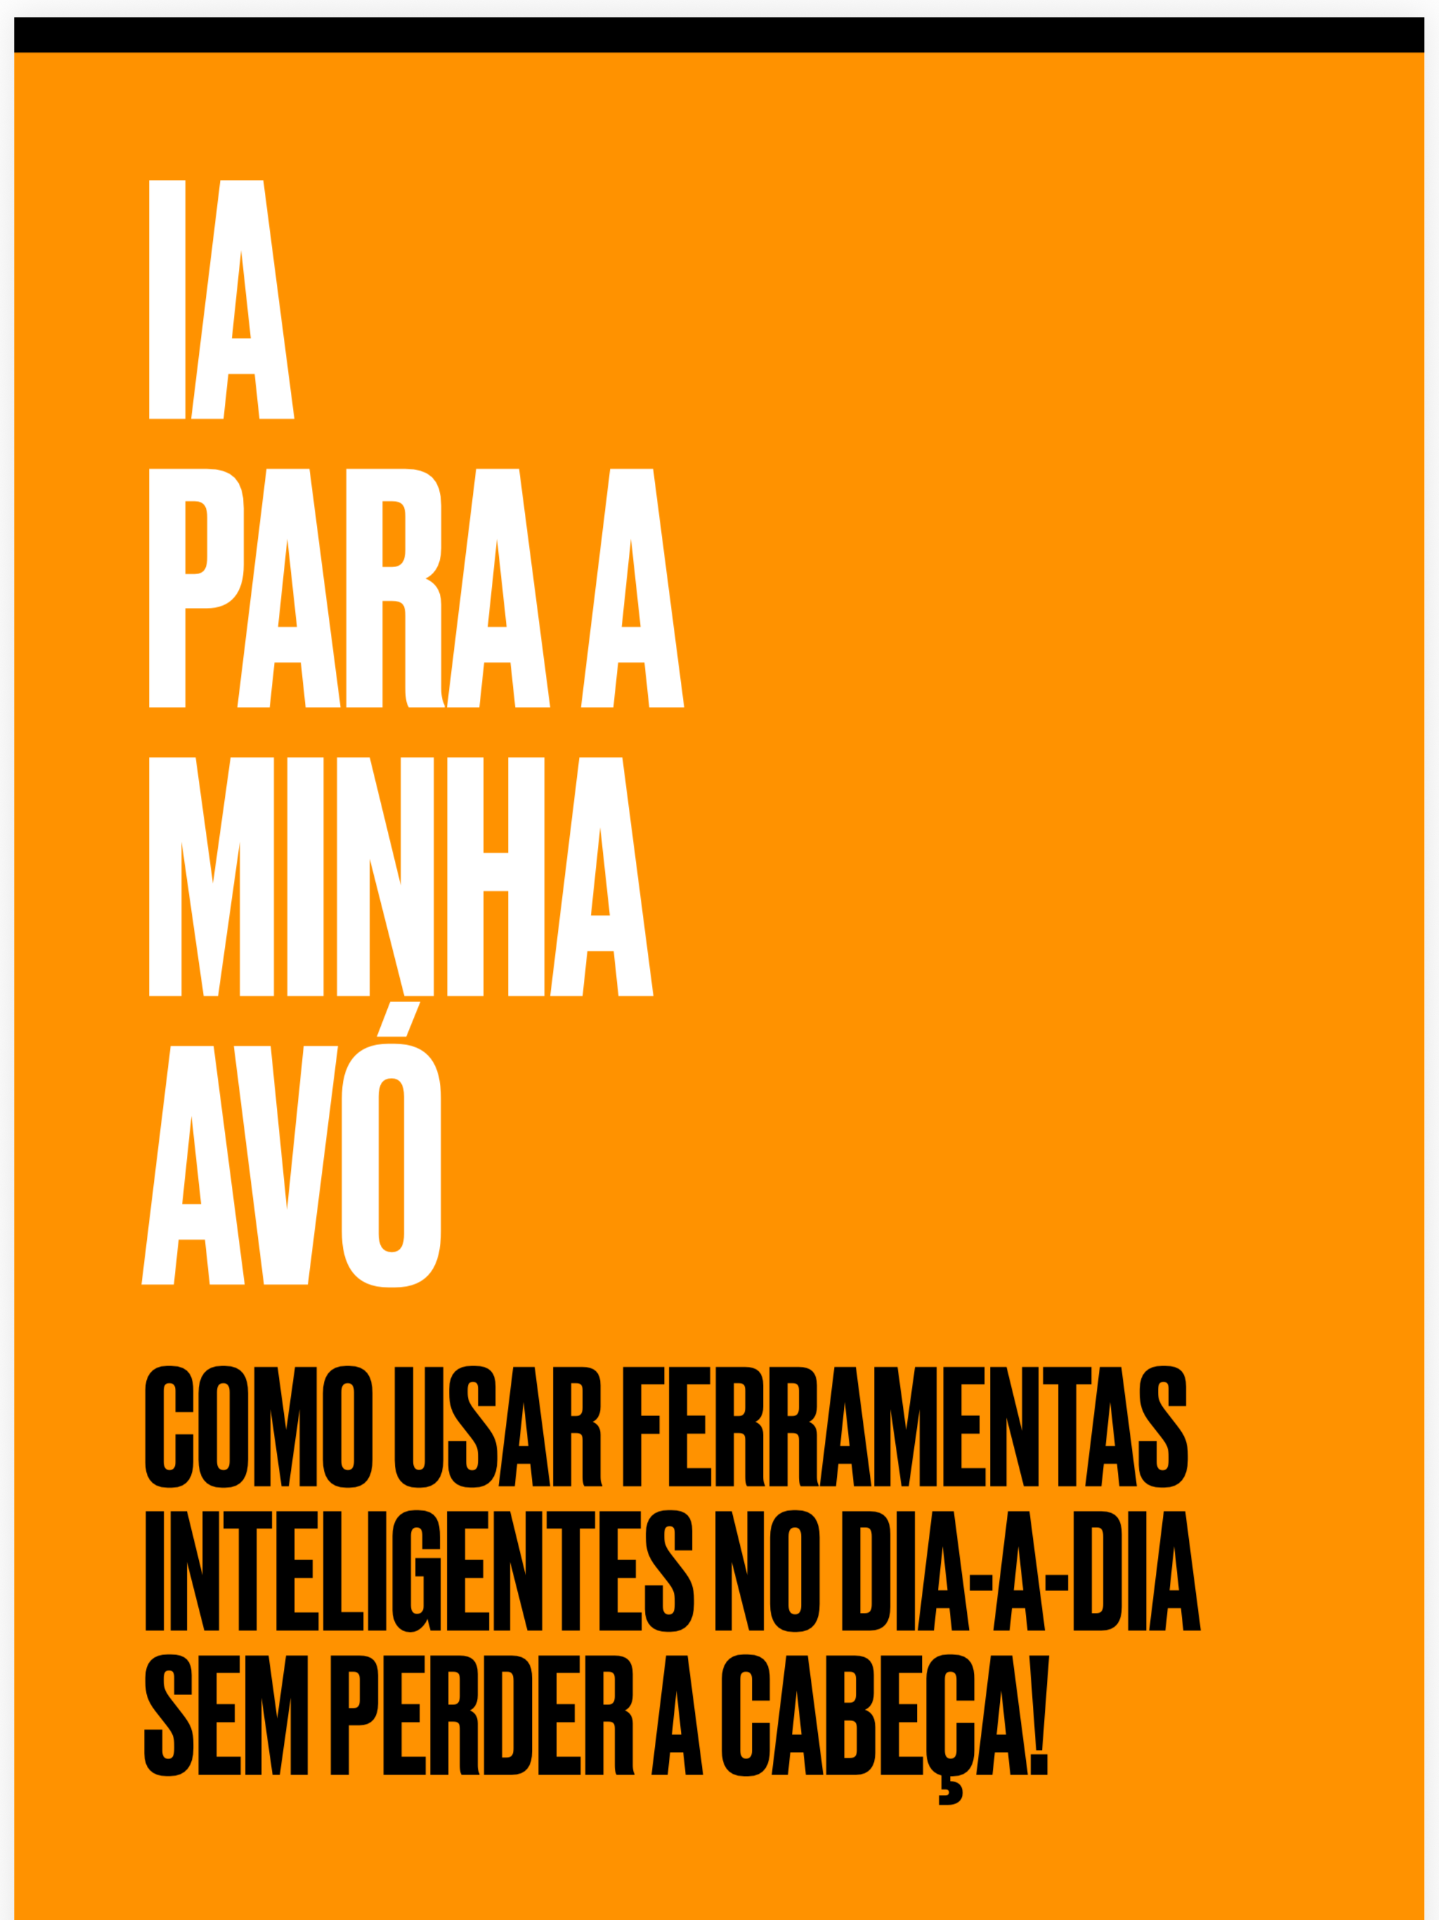 IA
PARA A
MINHA
AVÓ
COMO USAR FERRAMENTAS
INTELIGENTES NO DIA-A-DIA
SEM PERDER A CABEÇA!